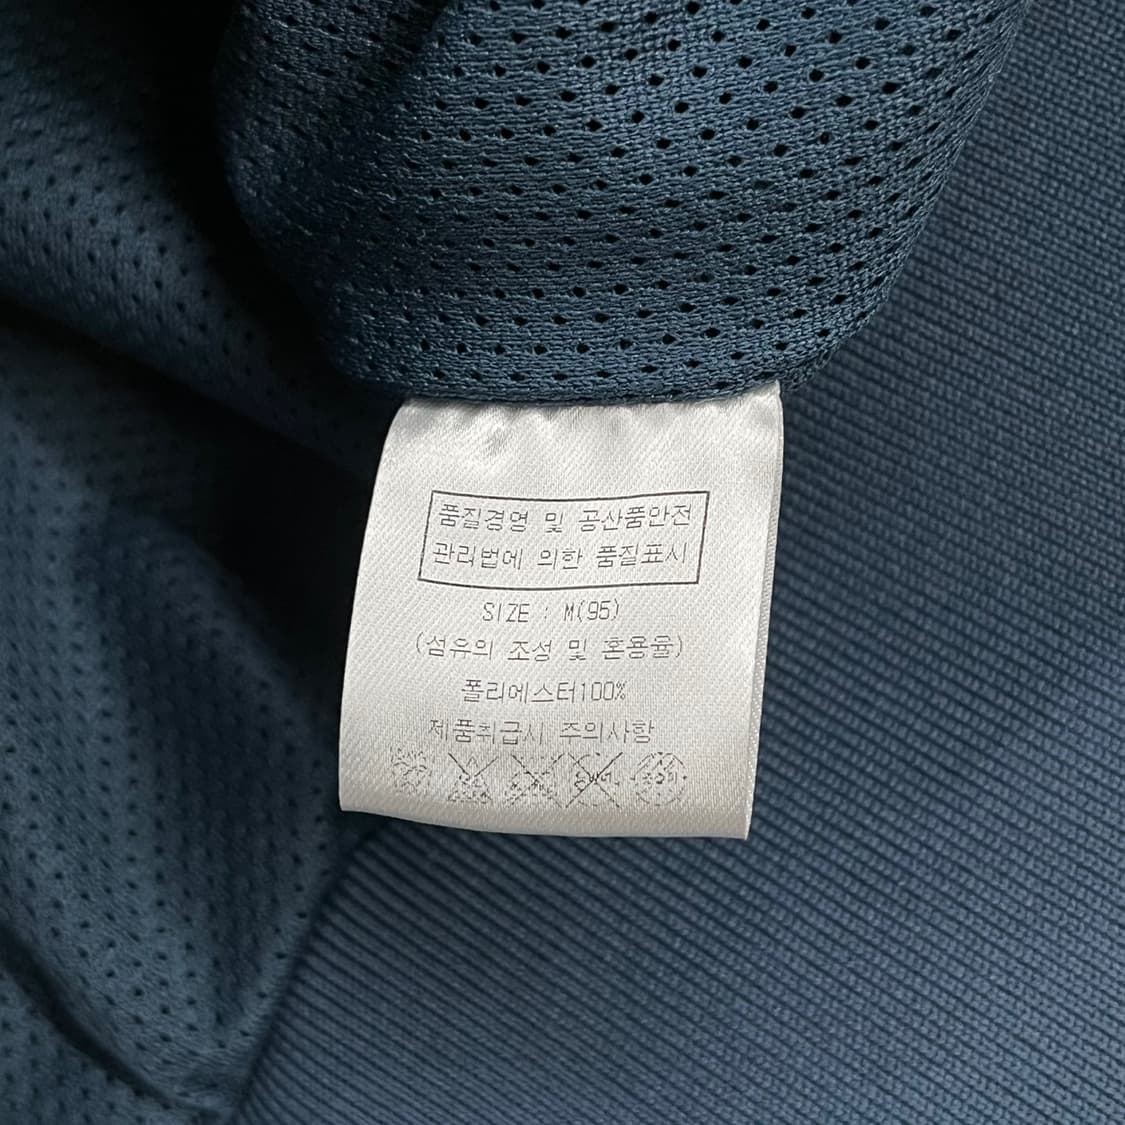 품질경영 및 공산품안전
관리법에 의한 품질표시
SIZE : M(95)
(섬유의 조성 및 혼용율)
폴리에스터100%
제품취급시 주의사항